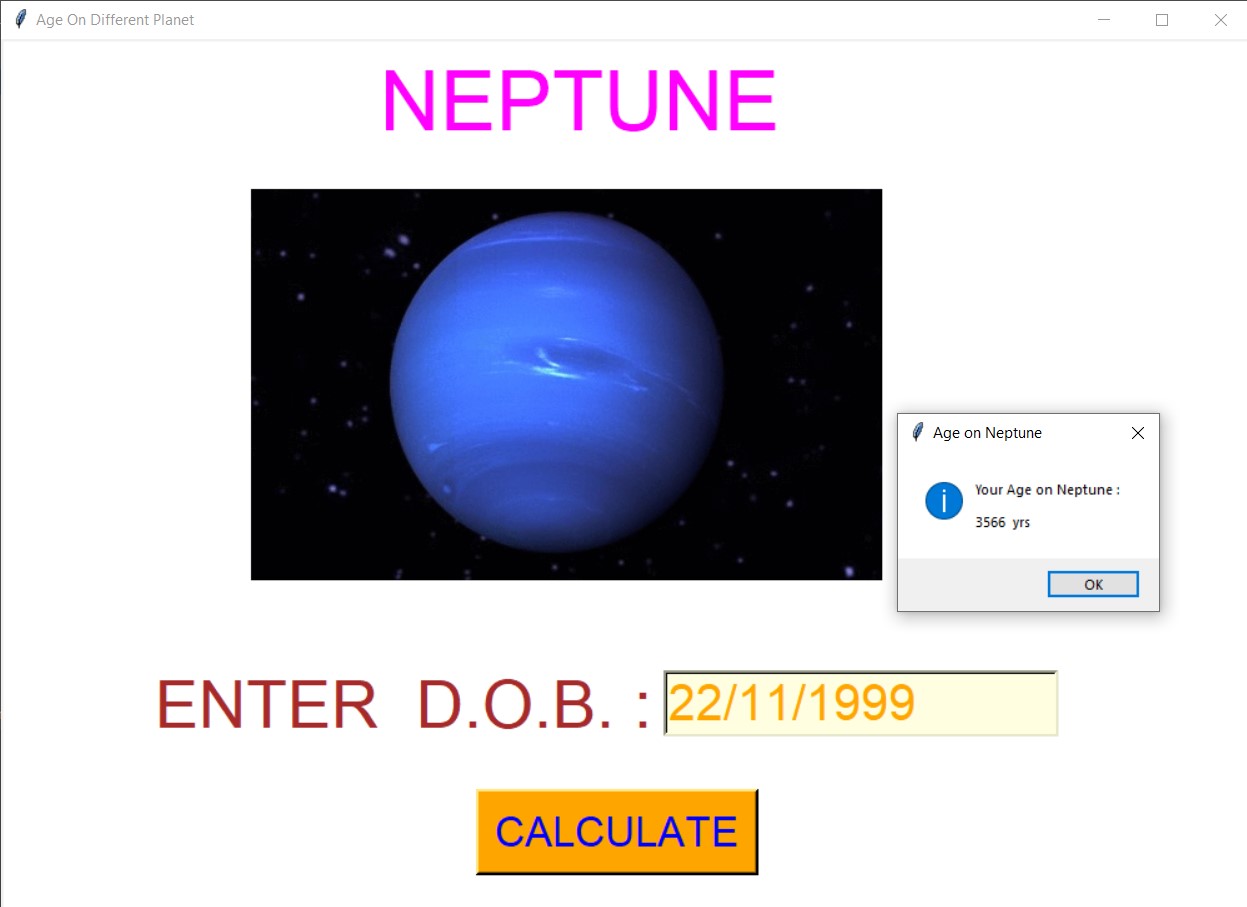 Age On Different Planet
NEPTUNE
Age on Neptune
Your Age on Neptune :
3566 yrs
OK
ENTER D.O.B. : 22/11/1999
CALCULATE